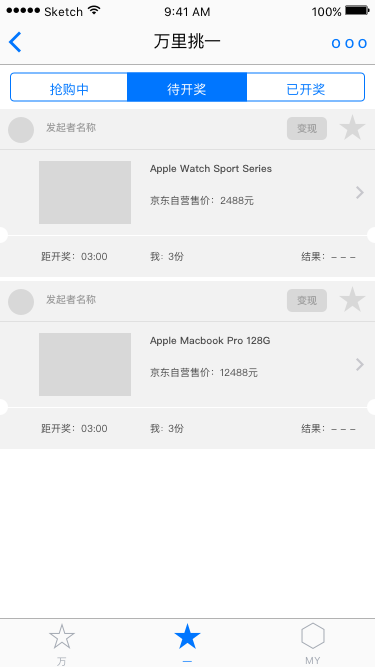 Sketch 9:41 AM 100%
万里挑一
抢购中 待开奖 已开奖
发起者名称 变现
Apple Watch Sport Series
京东自营售价：2488元
距开奖：03:00 我：3份 结果：– – –
发起者名称 变现
Apple Macbook Pro 128G
京东自营售价：12488元
距开奖：03:00 我：3份 结果：– – –
万 一 MY